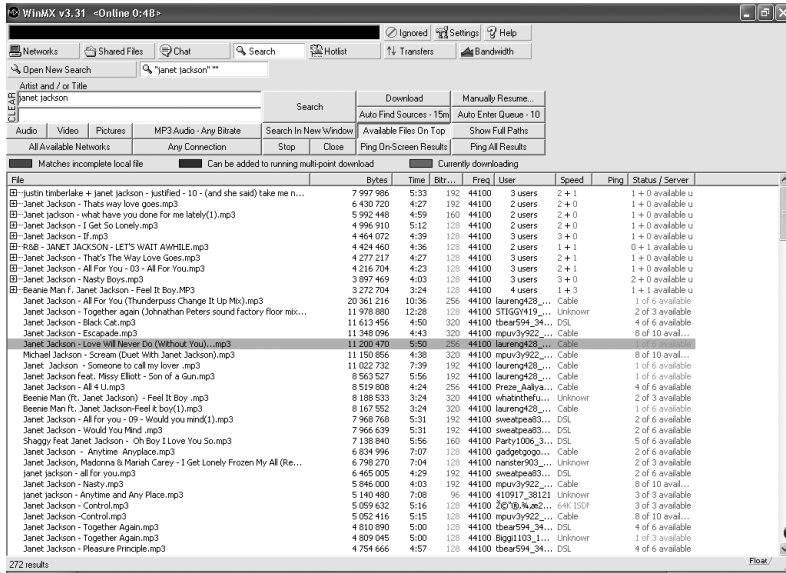 WinMX v3.31 <Online 0:48>
Ignored Settings Help
Networks Shared Files Chat Search Hotlist Transfers Bandwidth
Open New Search "janet jackson" ""
Artist and / or Title
CLEAR janet jackson Search Download Manually Resume...
Auto Find Sources - 15m Auto Enter Queue - 10
Audio Video Pictures MP3 Audio - Any Bitrate Search In New Window Available Files On Top Show Full Paths
All Available Networks Any Connection Stop Close Ping On-Screen Results Ping All Results
Matches incomplete local file Can be added to running multi-point download Currently downloading
File Bytes Time Bitr... Freq User Speed Ping Status / Server
justin timberlake + janet jackson - justified - 10 - (and she said) take me n... 7 997 986 5:33 192 44100 3 users 2 + 1 1 + 0 available u
Janet Jackson - Thats way love goes.mp3 6 430 720 4:27 192 44100 2 users 2 + 0 1 + 0 available u
Janet jackson - what have you done for me lately(1).mp3 5 992 448 4:59 160 44100 2 users 2 + 0 1 + 0 available u
Janet Jackson - I Get So Lonely.mp3 4 996 910 5:12 128 44100 2 users 2 + 0 1 + 0 available u
Janet Jackson - If.mp3 4 464 072 4:39 128 44100 3 users 3 + 0 1 + 0 available u
R&B - JANET JACKSON - LET'S WAIT AWHILE.mp3 4 424 460 4:36 128 44100 2 users 1 + 1 0 + 1 available u
Janet Jackson - That's The Way Love Goes.mp3 4 277 217 4:27 128 44100 3 users 2 + 1 1 + 0 available u
Janet Jackson - All For You - 03 - All For You.mp3 4 216 704 4:23 128 44100 3 users 2 + 1 1 + 0 available u
Janet Jackson - Nasty Boys.mp3 3 897 469 4:03 128 44100 3 users 3 + 0 2 + 0 available u
Beanie Man f. Janet Jackson - Feel It Boy.MP3 3 272 704 3:24 128 44100 4 users 1 + 3 1 + 1 available u
Janet Jackson - All For You (Thunderpuss Change It Up Mix).mp3 20 361 216 10:36 256 44100 laureng428_... Cable 1 of 6 available
Janet Jackson - Together again (Johnathan Peters sound factory floor mix... 11 978 880 12:28 128 44100 STIGGY419_... Unknowr 2 of 3 available
Janet Jackson - Black Cat.mp3 11 613 456 4:50 320 44100 tbear594_34... DSL 4 of 6 available
Janet Jackson - Escapade.mp3 11 348 096 4:43 320 44100 mpuv3y922_... Cable 8 of 10 avail...
Janet Jackson - Love Will Never Do (Without You)...mp3 11 200 470 5:50 256 44100 laureng428_... Cable 1 of 6 available
Michael Jackson - Scream (Duet With Janet Jackson).mp3 11 150 856 4:38 320 44100 mpuv3y922_... Cable 8 of 10 avail...
Janet Jackson - Someone to call my lover .mp3 11 022 732 7:39 192 44100 laureng428_... Cable 1 of 6 available
Janet Jackson feat. Missy Elliott - Son of a Gun.mp3 8 563 527 5:56 192 44100 laureng428_... Cable 1 of 6 available
Janet Jackson - All 4 U.mp3 8 519 808 4:24 256 44100 Preze_Aaliya... Cable 4 of 6 available
Beenie Man (ft. Janet Jackson) - Feel It Boy .mp3 8 188 533 3:24 320 44100 whatinthefu... Unknowr 2 of 3 available
Beenie Man ft. Janet Jackson-Feel it boy(1).mp3 8 167 552 3:24 320 44100 laureng428_... Cable 1 of 6 available
Janet Jackson - All for you - 09 - Would you mind(1).mp3 7 968 768 5:31 192 44100 sweatpea83... DSL 2 of 6 available
Janet Jackson - Would You Mind .mp3 7 966 639 5:31 192 44100 sweatpea83... DSL 2 of 6 available
Shaggy feat Janet Jackson - Oh Boy I Love You So.mp3 7 138 840 5:56 160 44100 Party1006_3... DSL 5 of 6 available
Janet Jackson - Anytime Anyplace.mp3 6 834 996 7:07 128 44100 gadgetgogo... Cable 2 of 6 available
Janet Jackson, Madonna & Mariah Carey - I Get Lonely Frozen My All (Re... 6 798 270 7:04 128 44100 nanster903_... Unknowr 2 of 3 available
janet jackson - all for you.mp3 6 465 005 4:29 192 44100 sweatpea83... DSL 2 of 6 available
Janet Jackson - Nasty.mp3 5 846 000 4:03 192 44100 mpuv3y922_... Cable 8 of 10 avail...
janet jackson - Anytime and Any Place.mp3 5 140 480 7:08 96 44100 410917_38121 Unknowr 3 of 3 available
Janet Jackson - Control.mp3 5 059 632 5:16 128 44100 64K ISDN 3 of 3 available
Janet Jackson -Control.mp3 5 052 416 5:15 128 44100 mpuv3y922_... Cable 8 of 10 avail...
Janet Jackson - Together Again.mp3 4 810 890 5:00 128 44100 tbear594_34... DSL 4 of 6 available
Janet Jackson - Together Again.mp3 4 809 045 5:00 128 44100 Biggi1103_1... Unknowr 1 of 3 available
Janet Jackson - Pleasure Principle.mp3 4 754 666 4:57 128 44100 tbear594_34... DSL 4 of 6 available
272 results Float